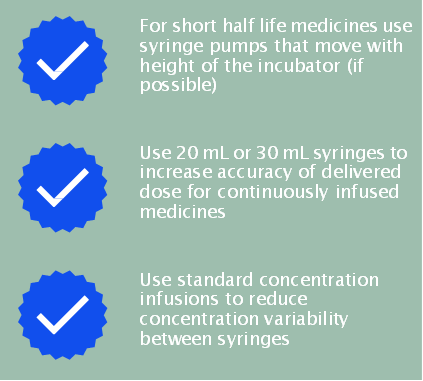 For short half life medicines use
syringe pumps that move with
height of the incubator (if
possible)
Use 20 mL or 30 mL syringes to
increase accuracy of delivered
dose for continuously infused
medicines
Use standard concentration
infusions to reduce
concentration variability
between syringes